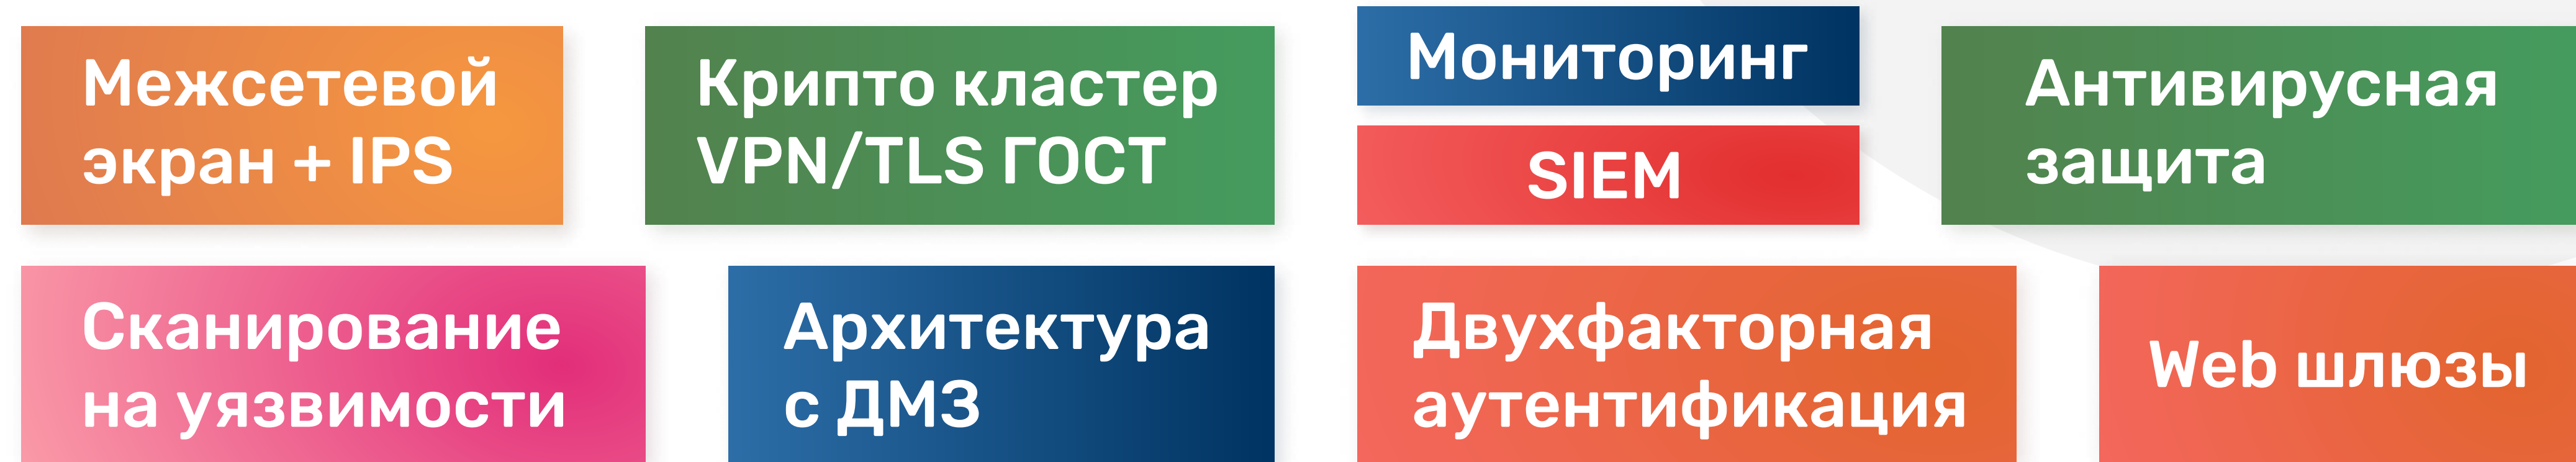 Межсетевой
экран + IPS
Крипто кластер
VPN/TLS ГОСТ
Мониторинг
SIEM
Антивирусная
защита
Сканирование
на уязвимости
Архитектура
с ДМЗ
Двухфакторная
аутентификация
Web шлюзы